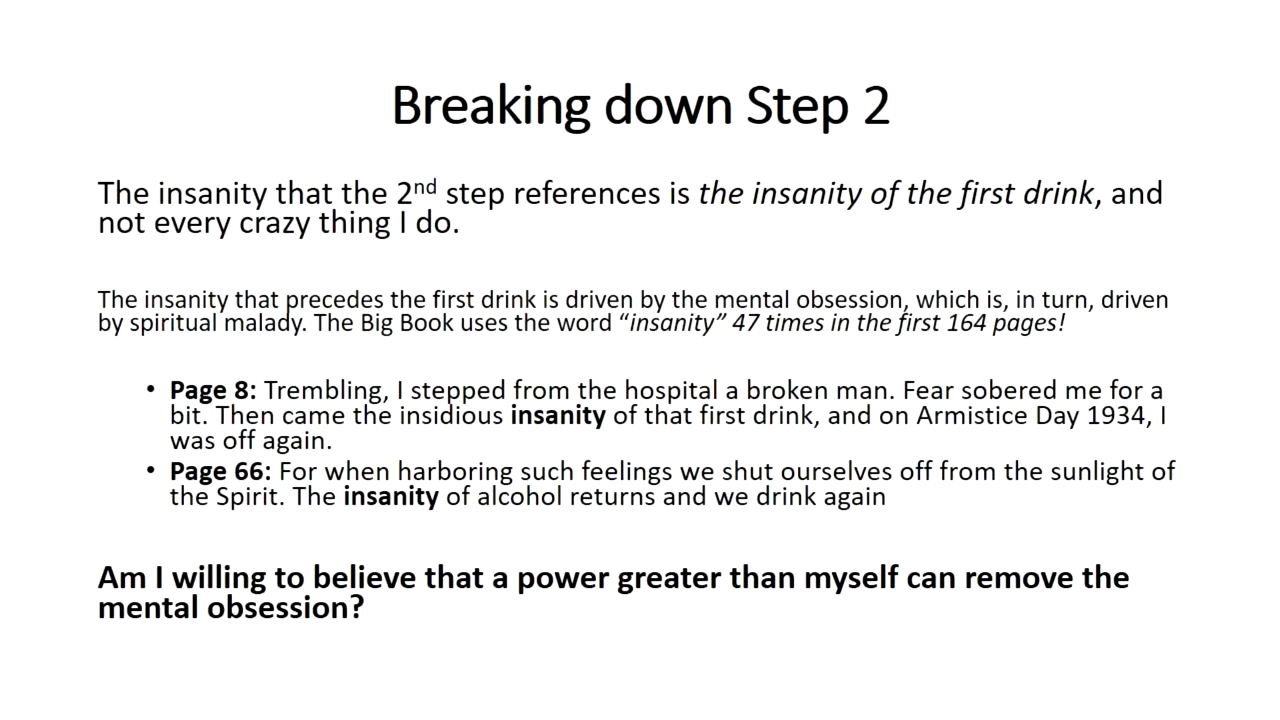 Breaking down Step 2
The insanity that the 2nd step references is the insanity of the first drink, and
not every crazy thing I do.
The insanity that precedes the first drink is driven by the mental obsession, which is, in turn, driven
by spiritual malady. The Big Book uses the word “insanity” 47 times in the first 164 pages!
• Page 8: Trembling, I stepped from the hospital a broken man. Fear sobered me for a
bit. Then came the insidious insanity of that first drink, and on Armistice Day 1934, I
was off again.
• Page 66: For when harboring such feelings we shut ourselves off from the sunlight of
the Spirit. The insanity of alcohol returns and we drink again
Am I willing to believe that a power greater than myself can remove the
mental obsession?